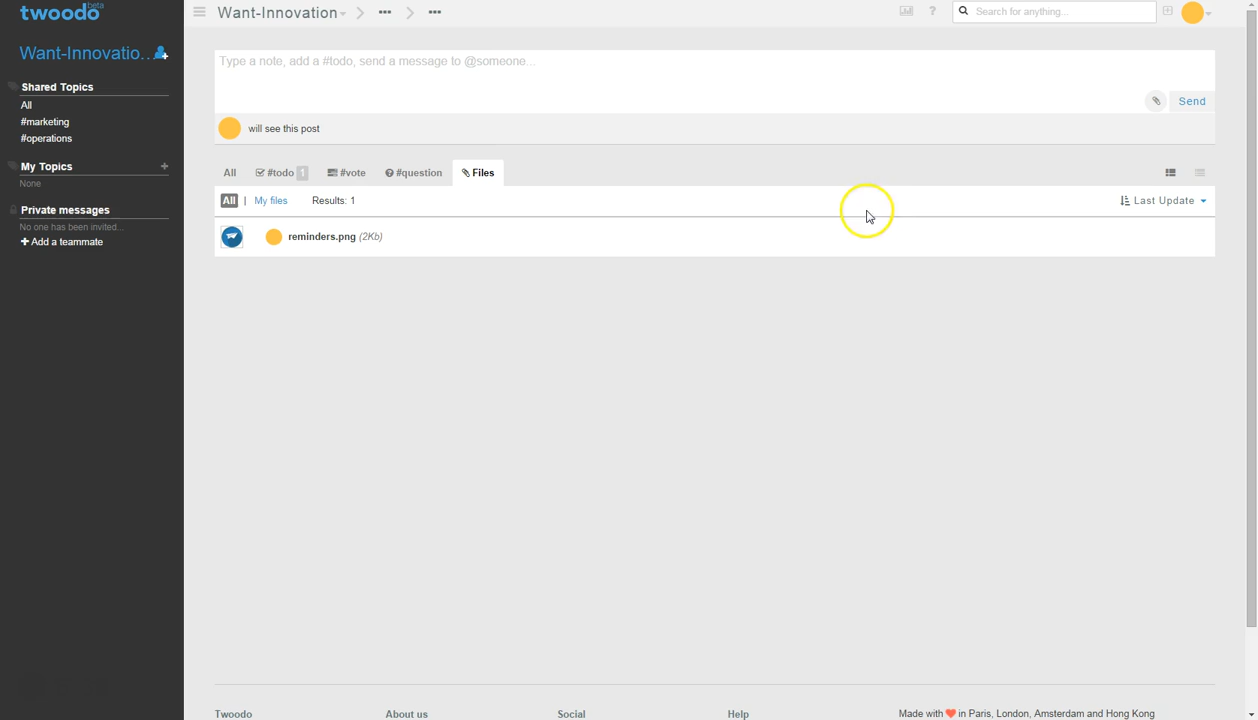 twoodo beta
Want-Innovatio...
Shared Topics
All
#marketing
#operations
My Topics +
None
Private messages
No one has been invited...
+ Add a teammate
Want-Innovation
? Search for anything...
Type a note, add a #todo, send a message to @someone...
Send
will see this post
All #todo 1 #vote #question Files
All | My files Results: 1 Last Update
reminders.png (2Kb)
Twoodo About us Social Help Made with ❤ in Paris, London, Amsterdam and Hong Kong